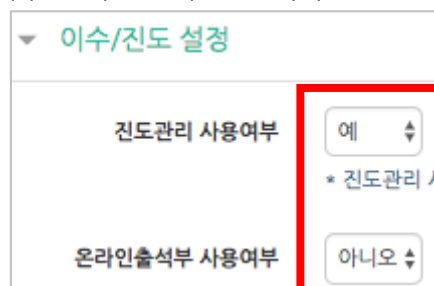 이수/진도 설정
진도관리 사용여부
예
* 진도관리
온라인출석부 사용여부
아니오